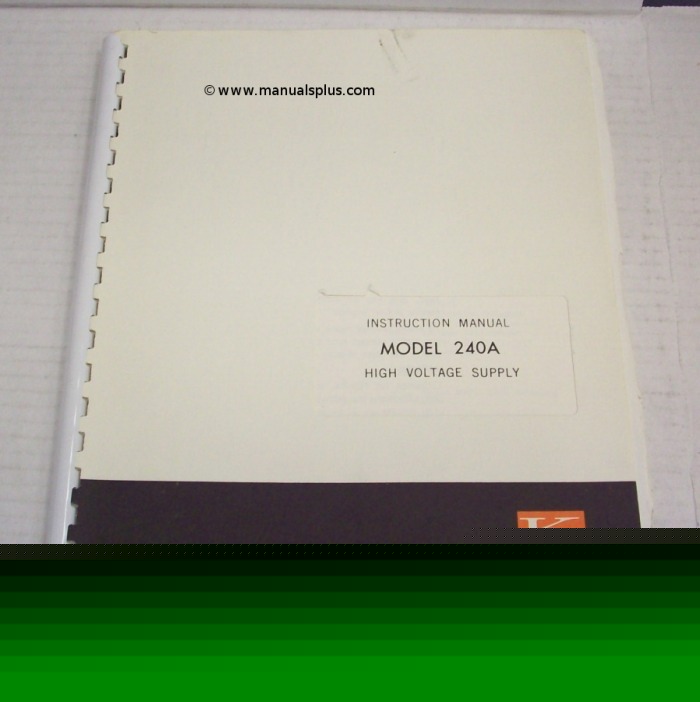 © www.manualsplus.com
INSTRUCTION MANUAL
MODEL 240A
HIGH VOLTAGE SUPPLY
K